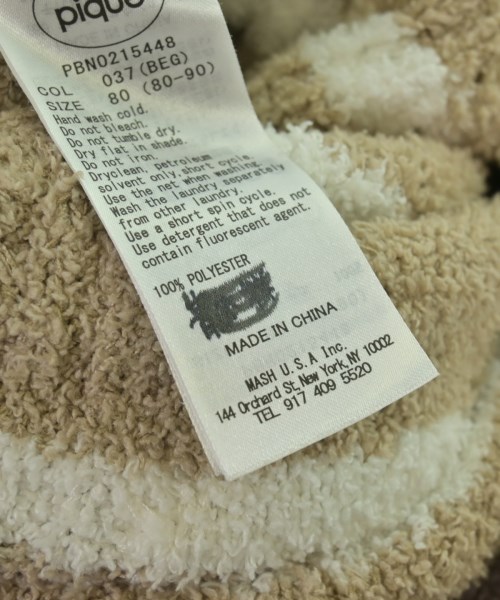 piqué
PBN0215448
COL 037(BEG)
SIZE 80 (80-90)
Hand wash cold.
Do not bleach.
Do not tumble dry.
Dry flat in shade.
Do not iron.
Dryclean, petroleum
solvent only, short cycle.
Use the net when washing.
Wash the laundry separately
from other laundry.
Use a short spin cycle.
Use detergent that does not
contain fluorescent agent.
100% POLYESTER
MADE IN CHINA
MASH U.S.A Inc.
144 Orchard St, New York, NY 10002
TEL 917 409 5520